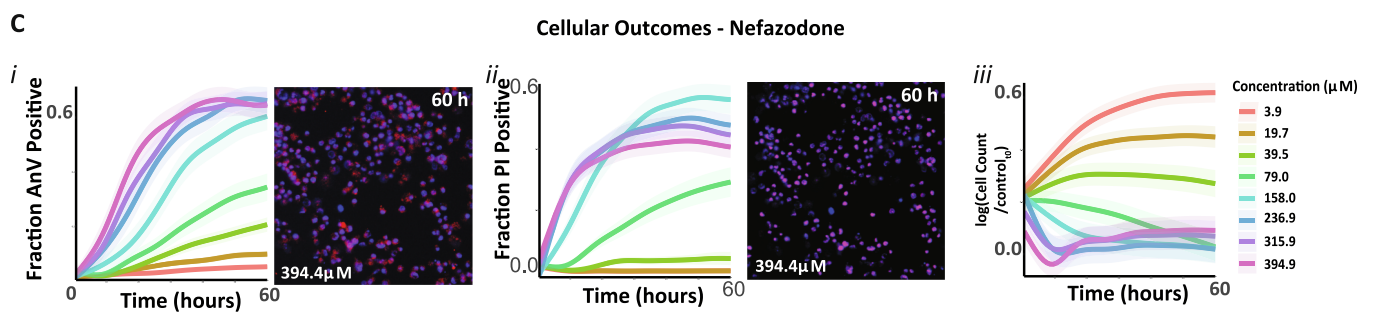 C
Cellular Outcomes - Nefazodone
i
Fraction AnV Positive
0.6
0
60
Time (hours)
60 h
394.4µM
ii
Fraction PI Positive
0.6
0.0
60
Time (hours)
60 h
394.4µM
iii
log(Cell Count
/control t0)
0.6
0.0
60
Time (hours)
Concentration (µM)
3.9
19.7
39.5
79.0
158.0
236.9
315.9
394.9